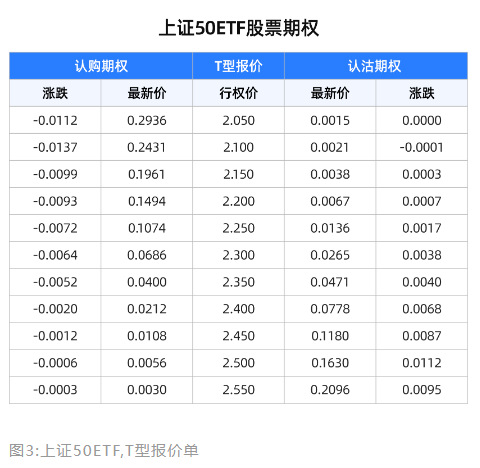 上证50ETF股票期权
认购期权 T型报价 认沽期权
涨跌 最新价 行权价 最新价 涨跌
-0.0112 0.2936 2.050 0.0015 0.0000
-0.0137 0.2431 2.100 0.0021 -0.0001
-0.0099 0.1961 2.150 0.0038 0.0003
-0.0093 0.1494 2.200 0.0067 0.0007
-0.0072 0.1074 2.250 0.0136 0.0017
-0.0064 0.0686 2.300 0.0265 0.0038
-0.0052 0.0400 2.350 0.0471 0.0040
-0.0020 0.0212 2.400 0.0778 0.0068
-0.0012 0.0108 2.450 0.1180 0.0087
-0.0006 0.0056 2.500 0.1630 0.0112
-0.0003 0.0030 2.550 0.2096 0.0095
图3:上证50ETF,T型报价单